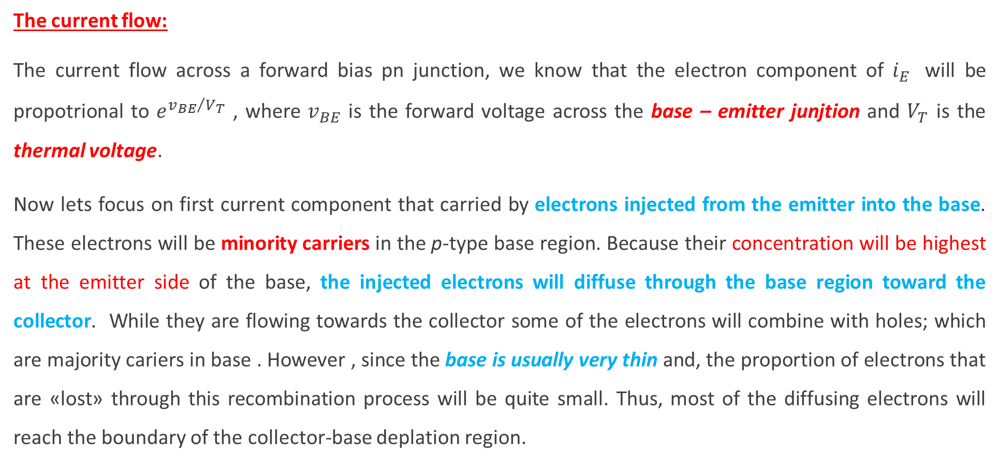 The current flow:
The current flow across a forward bias pn junction, we know that the electron component of i_E will be
propotrional to e^{v_{BE}/V_T} , where v_{BE} is the forward voltage across the base – emitter junjtion and V_T is the
thermal voltage.
Now lets focus on first current component that carried by electrons injected from the emitter into the base.
These electrons will be minority carriers in the p-type base region. Because their concentration will be highest
at the emitter side of the base, the injected electrons will diffuse through the base region toward the
collector. While they are flowing towards the collector some of the electrons will combine with holes; which
are majority cariers in base . However , since the base is usually very thin and, the proportion of electrons that
are «lost» through this recombination process will be quite small. Thus, most of the diffusing electrons will
reach the boundary of the collector-base deplation region.